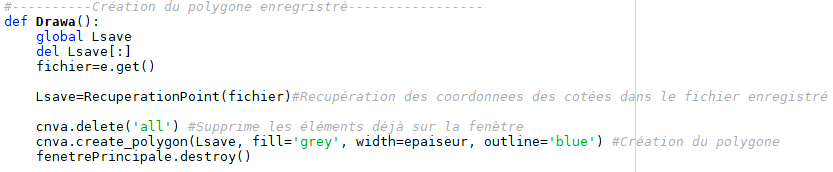 #----------Création du polygone enregristré-----------------
def Drawa():
    global Lsave
    del Lsave[:]
    fichier=e.get()
    Lsave=RecuperationPoint(fichier)#Recupération des coordonnees des cotées dans le fichier enregistré
    cnva.delete('all') #Supprime les éléments déjà sur la fenêtre
    cnva.create_polygon(Lsave, fill='grey', width=epaiseur, outline='blue') #Création du polygone
    fenetrePrincipale.destroy()